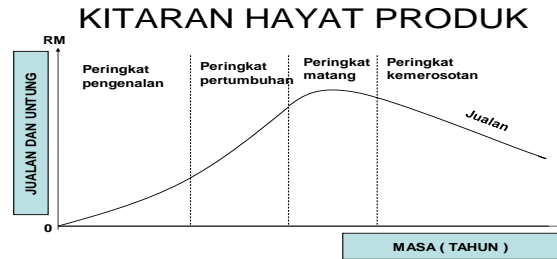 KITARAN HAYAT PRODUK
RM
JUALAN DAN UNTUNG
Peringkat
pengenalan
Peringkat
pertumbuhan
Peringkat
matang
Peringkat
kemerosotan
Jualan
0
MASA ( TAHUN )